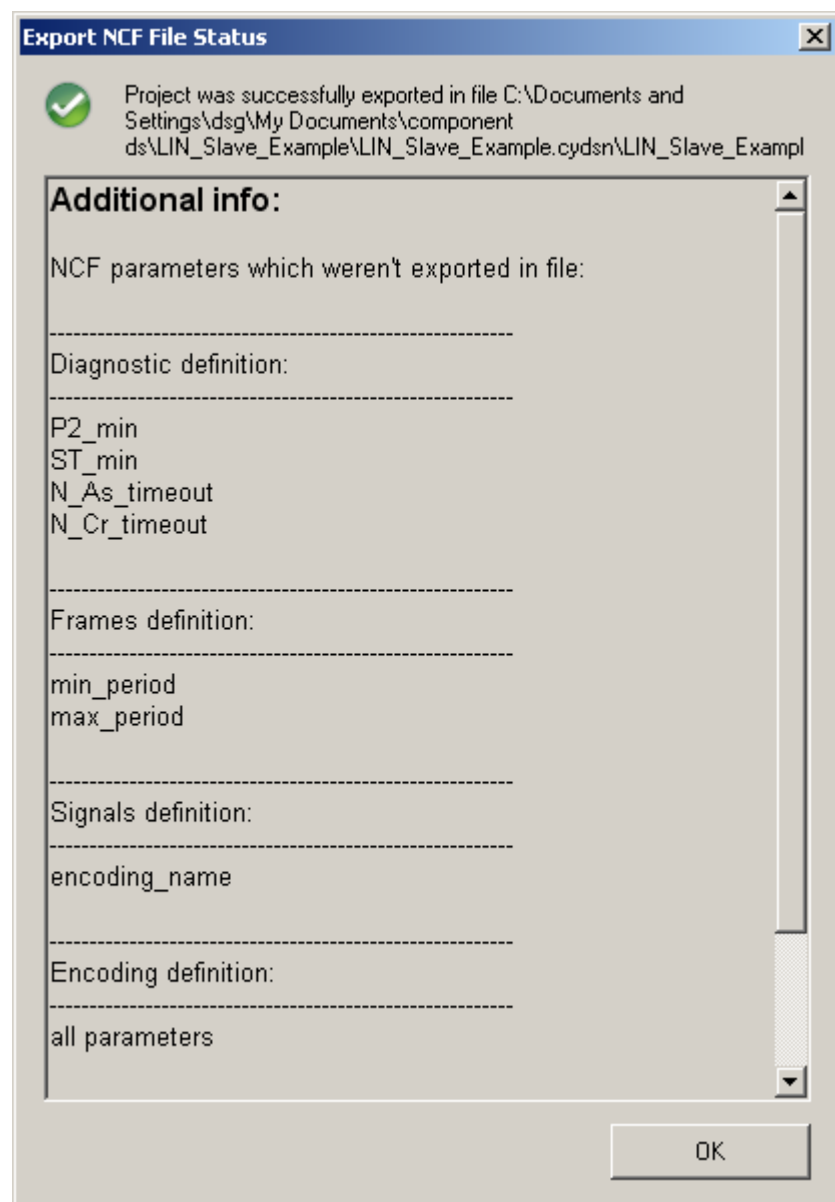 Export NCF File Status
Project was successfully exported in file C:\Documents and
Settings\dsg\My Documents\component
ds\LIN_Slave_Example\LIN_Slave_Example.cydsn\LIN_Slave_Exampl
Additional info:
NCF parameters which weren't exported in file:
----------------------------------------------------------
Diagnostic definition:
----------------------------------------------------------
P2_min
ST_min
N_As_timeout
N_Cr_timeout
----------------------------------------------------------
Frames definition:
----------------------------------------------------------
min_period
max_period
----------------------------------------------------------
Signals definition:
----------------------------------------------------------
encoding_name
----------------------------------------------------------
Encoding definition:
----------------------------------------------------------
all parameters
OK